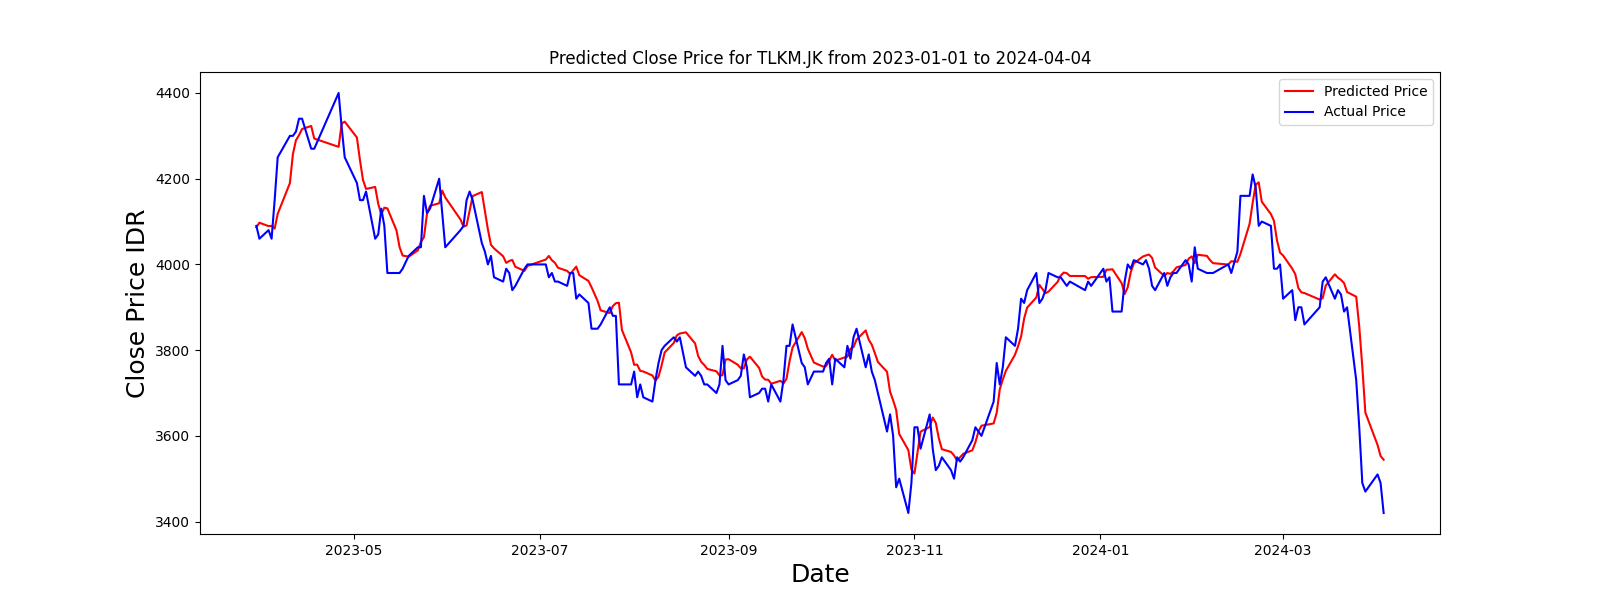 Predicted Close Price for TLKM.JK from 2023-01-01 to 2024-04-04
Predicted Price
Actual Price
Close Price IDR
4400
4200
4000
3800
3600
3400
2023-05
2023-07
2023-09
2023-11
2024-01
2024-03
Date